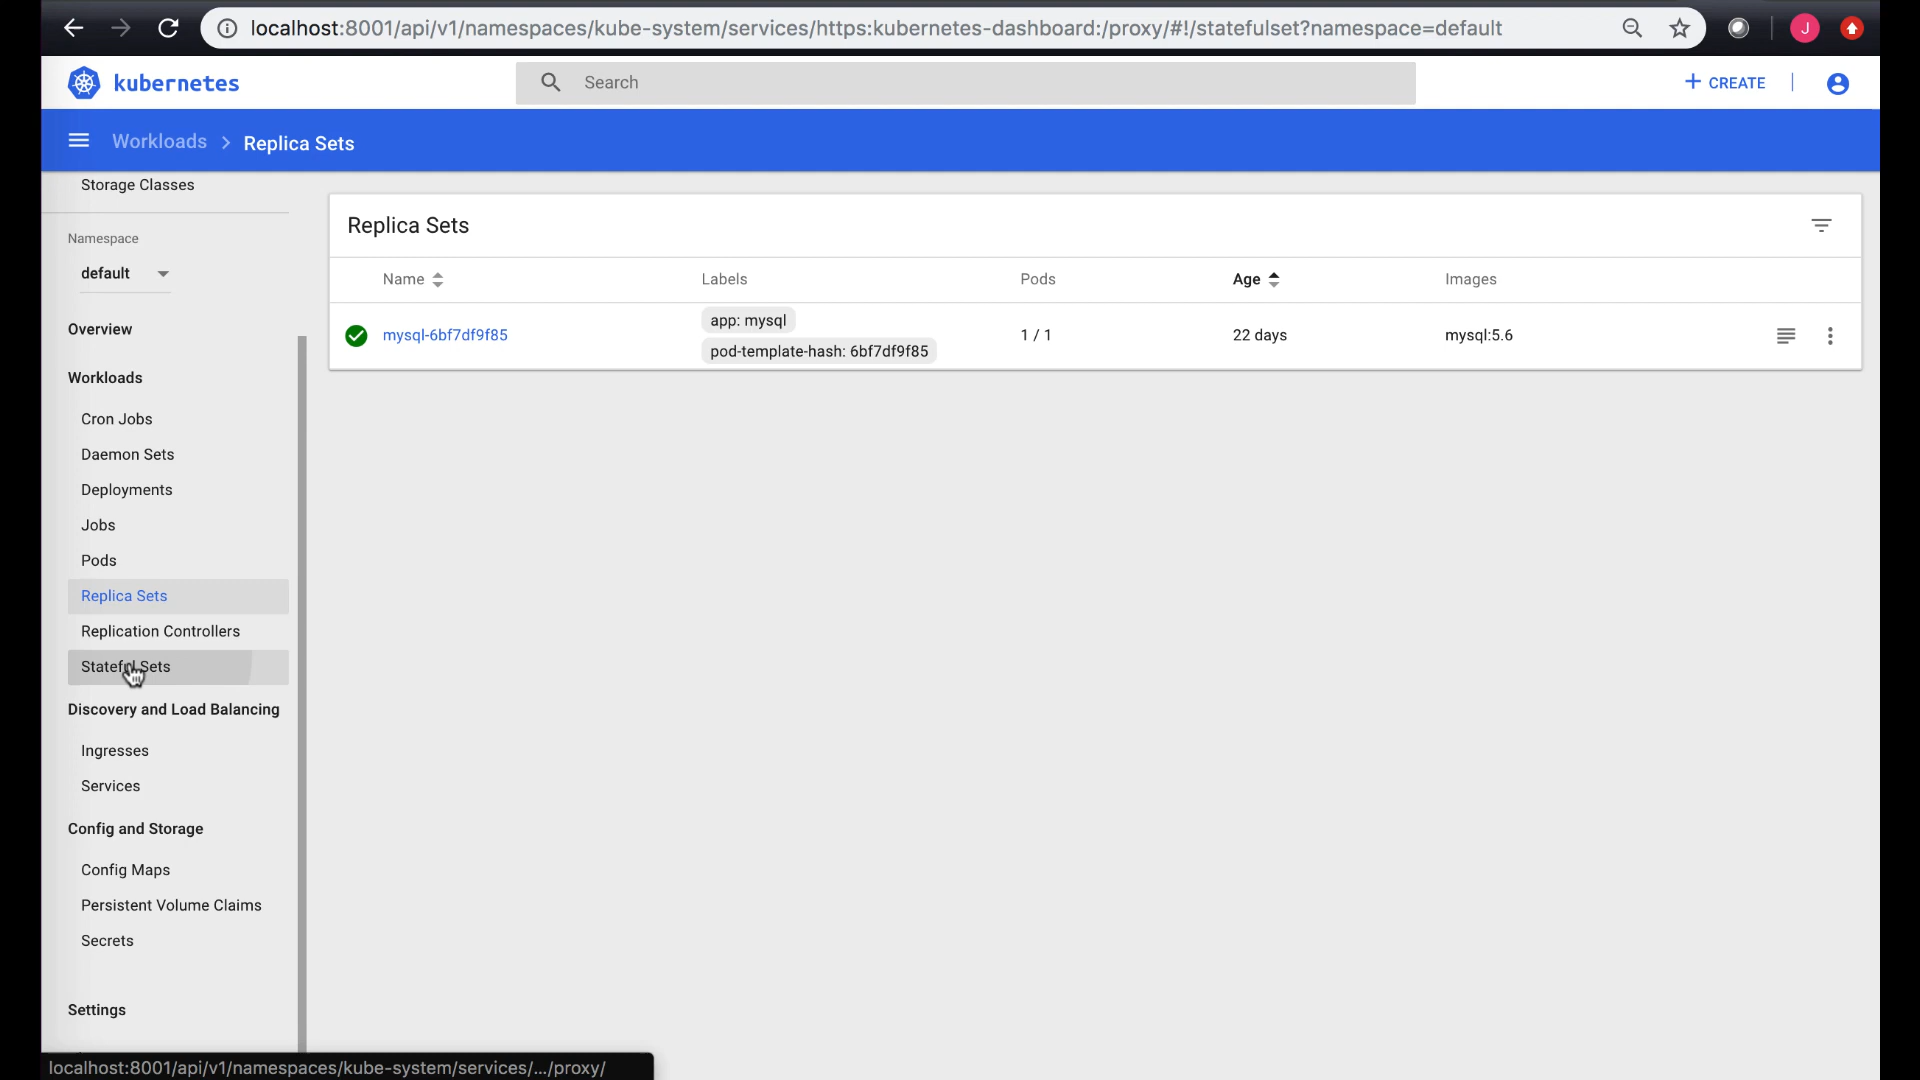 localhost:8001/api/v1/namespaces/kube-system/services/https:kubernetes-dashboard:/proxy/#!/statefulset?namespace=default
J
kubernetes
Search
+ CREATE
Workloads > Replica Sets
Storage Classes
Namespace
default
Overview
Workloads
Cron Jobs
Daemon Sets
Deployments
Jobs
Pods
Replica Sets
Replication Controllers
Stateful Sets
Discovery and Load Balancing
Ingresses
Services
Config and Storage
Config Maps
Persistent Volume Claims
Secrets
Settings
Replica Sets
Name Labels Pods Age Images
mysql-6bf7df9f85 app: mysql 1 / 1 22 days mysql:5.6
pod-template-hash: 6bf7df9f85
localhost:8001/api/v1/namespaces/kube-system/services/.../proxy/